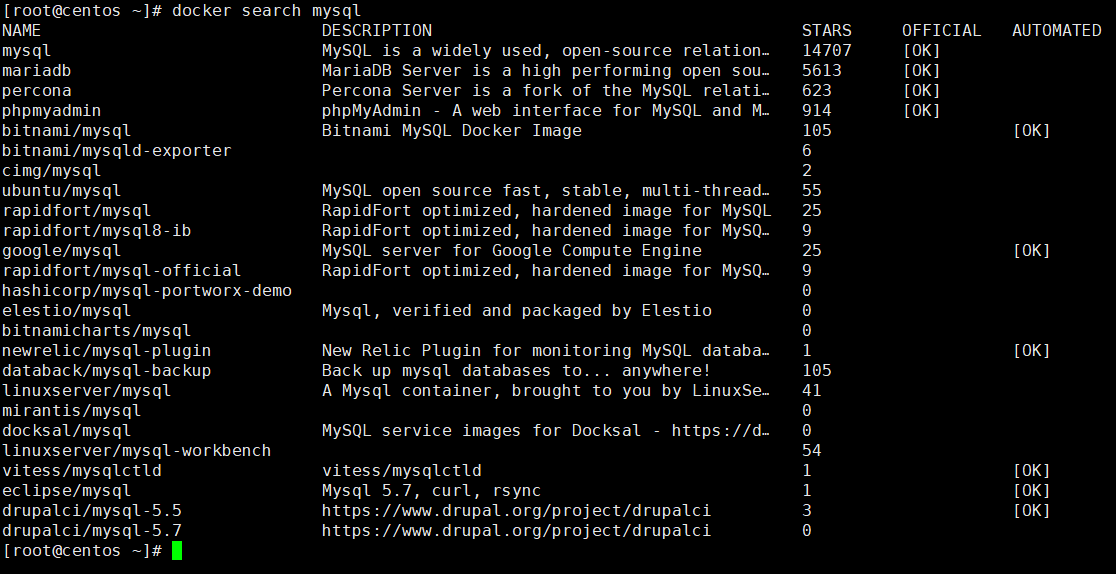 [root@centos ~]# docker search mysql
NAME DESCRIPTION STARS OFFICIAL AUTOMATED
mysql MySQL is a widely used, open-source relation… 14707 [OK]
mariadb MariaDB Server is a high performing open sou… 5613 [OK]
percona Percona Server is a fork of the MySQL relati… 623 [OK]
phpmyadmin phpMyAdmin - A web interface for MySQL and M… 914 [OK]
bitnami/mysql Bitnami MySQL Docker Image 105 [OK]
bitnami/mysqld-exporter 6
cimg/mysql 2
ubuntu/mysql MySQL open source fast, stable, multi-thread… 55
rapidfort/mysql RapidFort optimized, hardened image for MySQL 25
rapidfort/mysql8-ib RapidFort optimized, hardened image for MySQ… 9
google/mysql MySQL server for Google Compute Engine 25 [OK]
rapidfort/mysql-official RapidFort optimized, hardened image for MySQ… 9
hashicorp/mysql-portworx-demo 0
elestio/mysql Mysql, verified and packaged by Elestio 0
bitnamicharts/mysql 0
newrelic/mysql-plugin New Relic Plugin for monitoring MySQL databa… 1 [OK]
databack/mysql-backup Back up mysql databases to... anywhere! 105
linuxserver/mysql A Mysql container, brought to you by LinuxSe… 41
mirantis/mysql 0
docksal/mysql MySQL service images for Docksal - https://d… 0
linuxserver/mysql-workbench 54
vitess/mysqlctld vitess/mysqlctld 1 [OK]
eclipse/mysql Mysql 5.7, curl, rsync 1 [OK]
drupalci/mysql-5.5 https://www.drupal.org/project/drupalci 3 [OK]
drupalci/mysql-5.7 https://www.drupal.org/project/drupalci 0
[root@centos ~]#